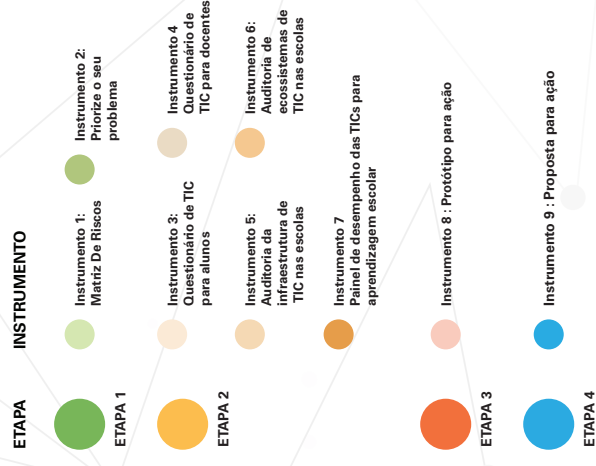 ETAPA
INSTRUMENTO
ETAPA 1
Instrumento 1:
Matriz De Riscos
Instrumento 2:
Priorize o seu
problema
ETAPA 2
Instrumento 3:
Questionário de TIC
para alunos
Instrumento 4
Questionário de
TIC para docentes
Instrumento 5:
Auditoria da
infraestrutura de
TIC nas escolas
Instrumento 6:
Auditoria de
ecossistemas de
TIC nas escolas
Instrumento 7
Painel de desempenho das TICs para
aprendizagem escolar
ETAPA 3
Instrumento 8 : Protótipo para ação
ETAPA 4
Instrumento 9 : Proposta para ação